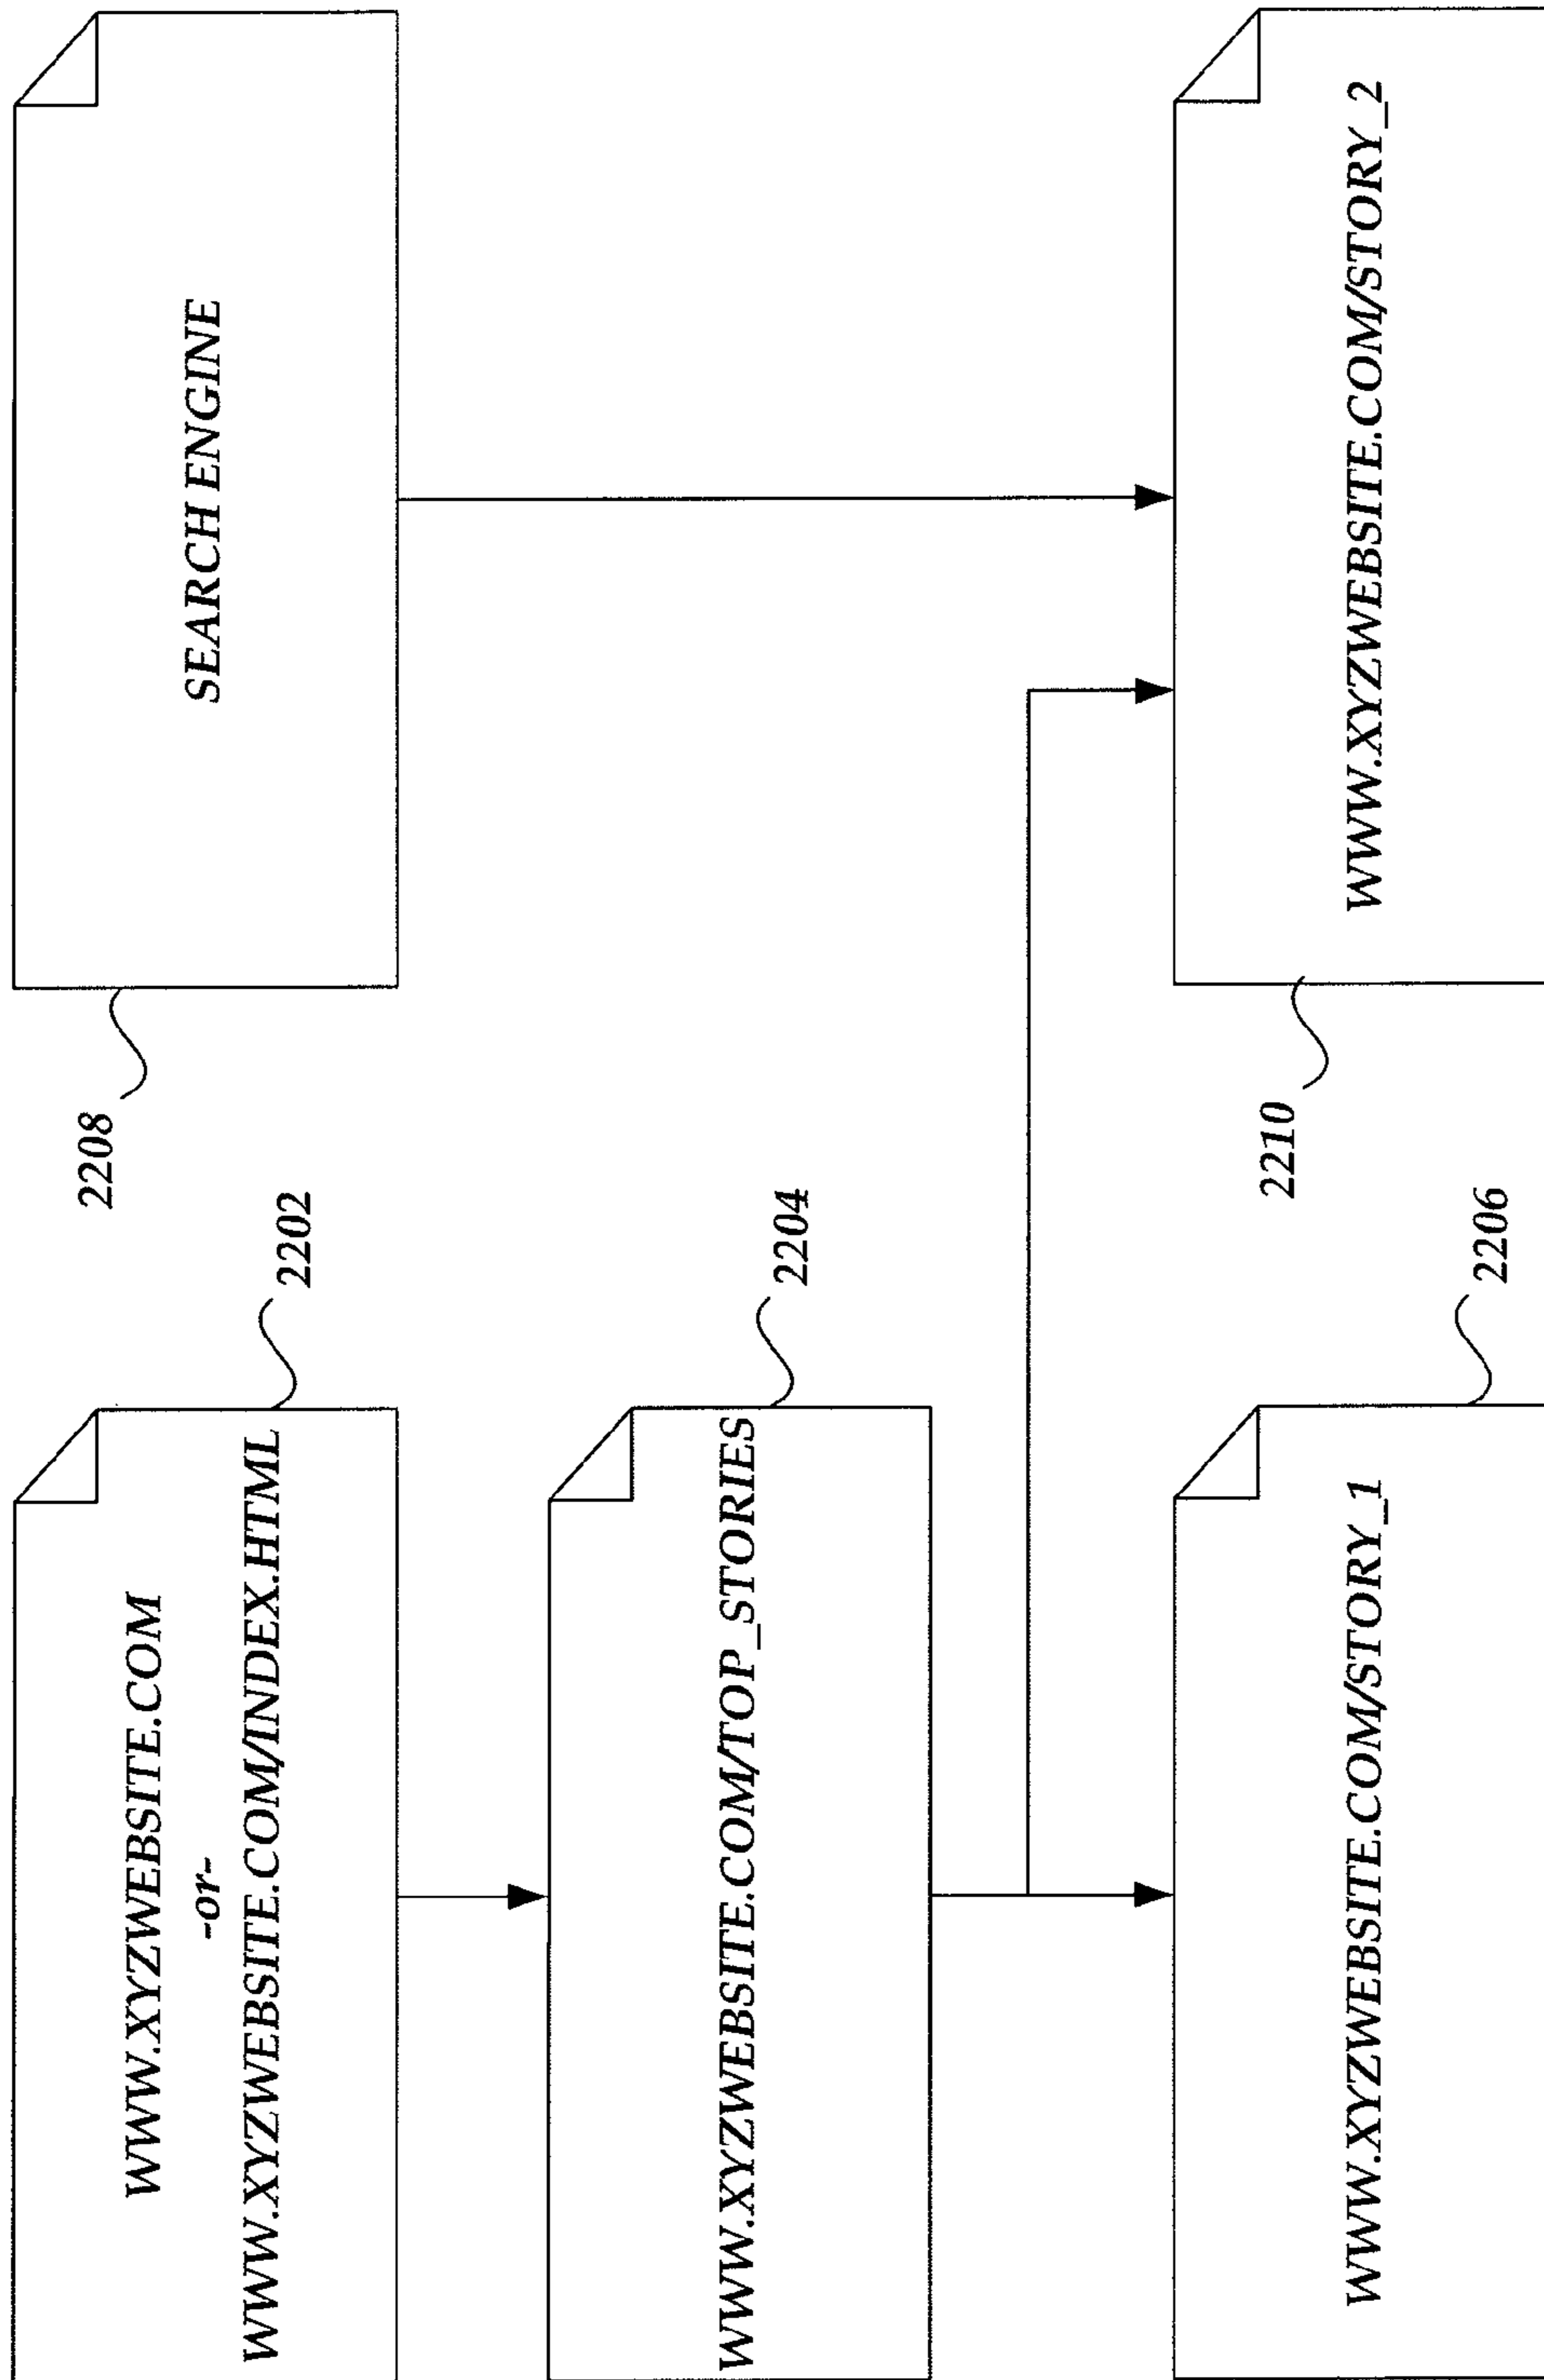 WWW.XYZWEBSITE.COM
-or-
WWW.XYZWEBSITE.COM/INDEX.HTML
2202
WWW.XYZWEBSITE.COM/TOP_STORIES
2204
WWW.XYZWEBSITE.COM/STORY_1
2206
2208
SEARCH ENGINE
2210
WWW.XYZWEBSITE.COM/STORY_2